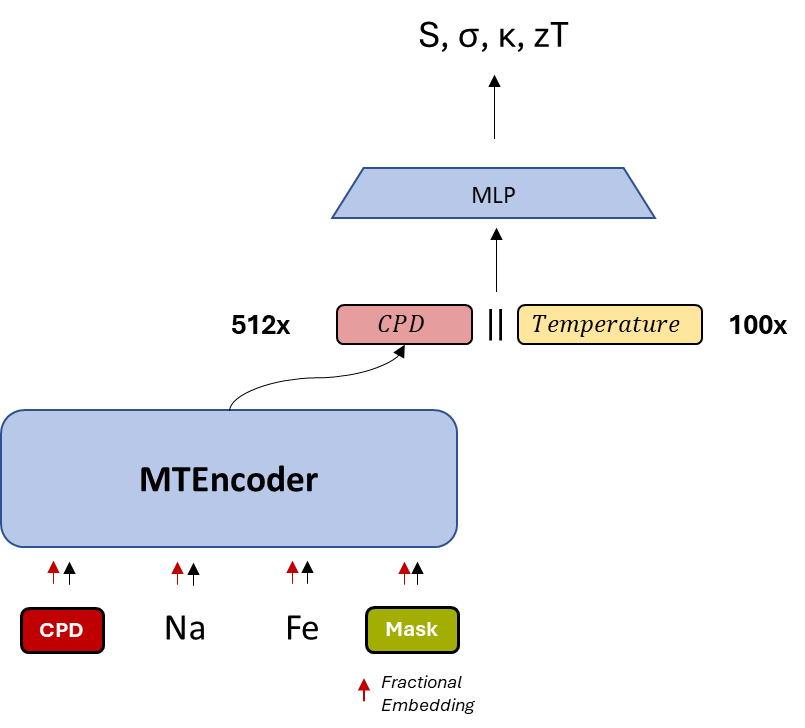 S, σ, κ, zT
MLP
512x CPD || Temperature 100x
MTEncoder
CPD Na Fe Mask
Fractional
Embedding